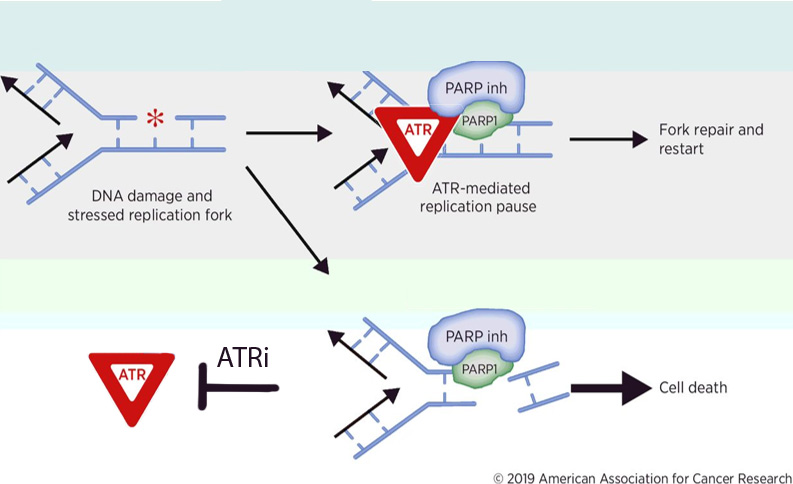 PARP inh
PARP1
ATR
*
DNA damage and
stressed replication fork
ATR-mediated
replication pause
Fork repair and
restart
ATR
ATRi
PARP inh
PARP1
Cell death
© 2019 American Association for Cancer Research